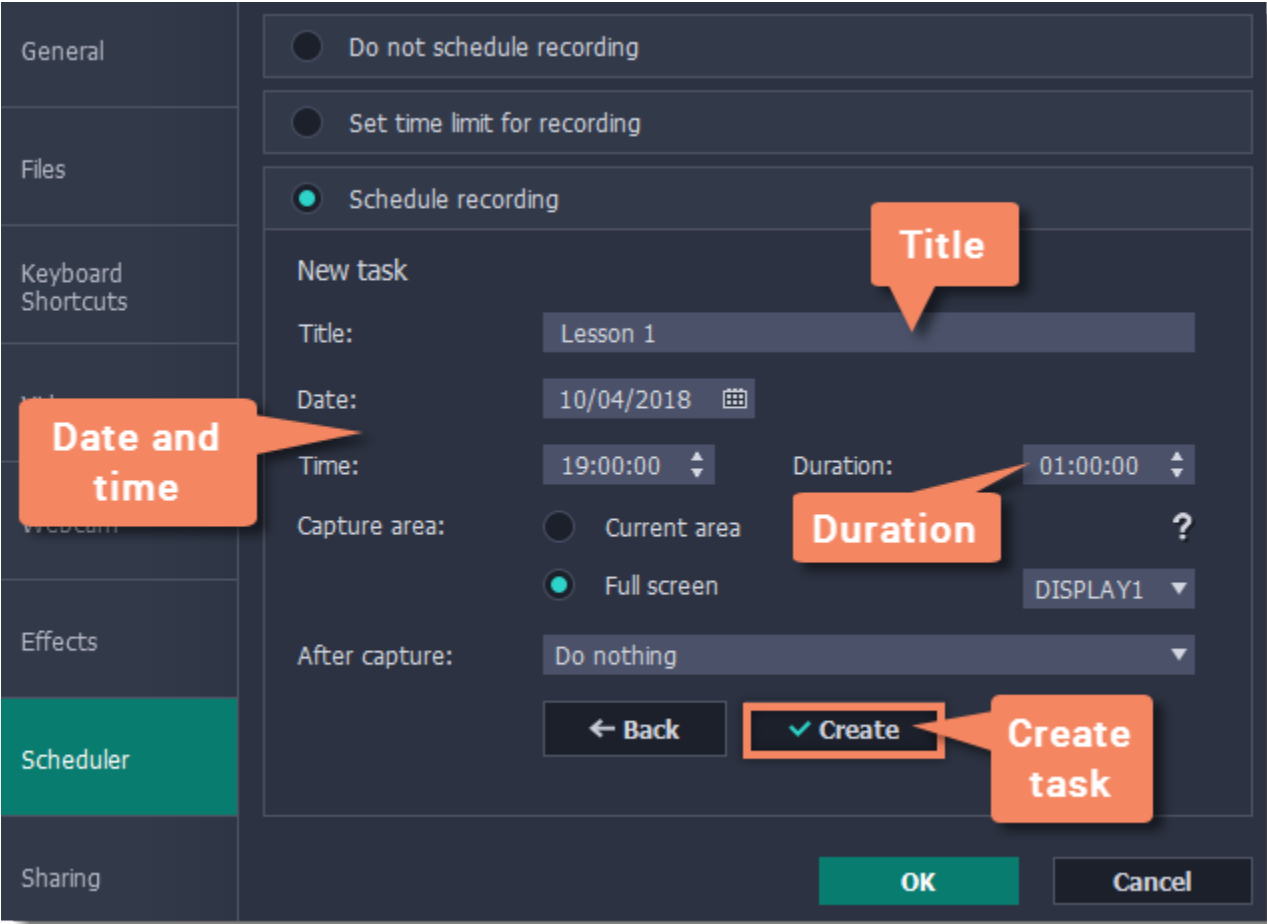 General
Files
Keyboard
Shortcuts
Effects
Scheduler
Sharing
Do not schedule recording
Set time limit for recording
Schedule recording
New task
Title
Title: Lesson 1
Date: 10/04/2018
Date and
time
Time: 19:00:00 Duration: 01:00:00
Duration
Capture area: Current area ?
Full screen DISPLAY1
After capture: Do nothing
Back Create
Create
task
OK Cancel